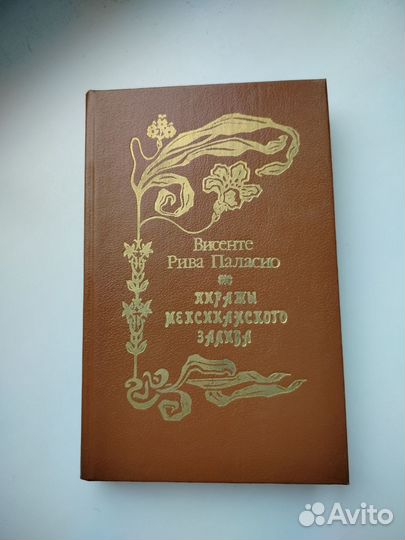 Висенте
Рива Паласио
Пираты
Мексиканского
залива
Avito